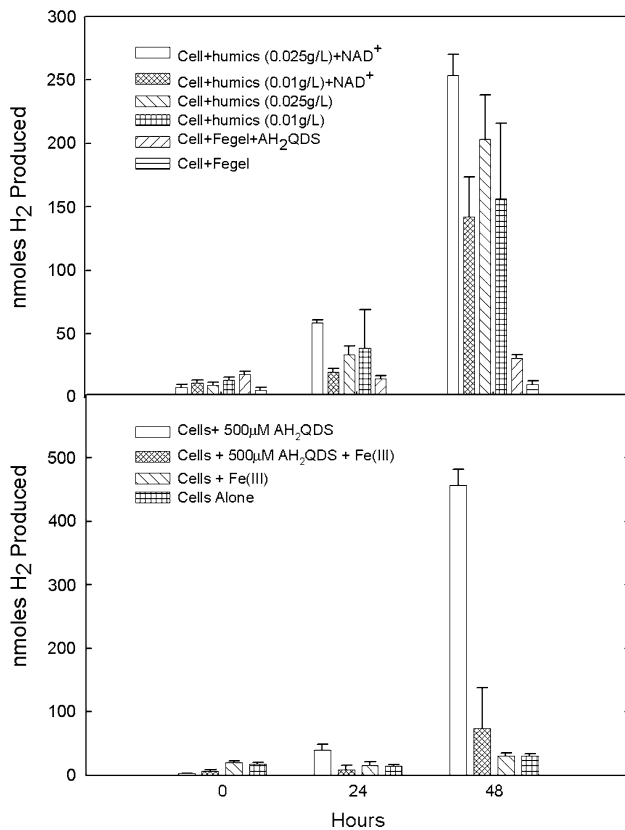 300
250
200
150
100
50
0
nmoles H2 Produced
Cell+humics (0.025g/L)+NAD+
Cell+humics (0.01g/L)+NAD+
Cell+humics (0.025g/L)
Cell+humics (0.01g/L)
Cell+Fegel+AH2QDS
Cell+Fegel
500
400
300
200
100
0
nmoles H2 Produced
Cells+ 500µM AH2QDS
Cells + 500µM AH2QDS + Fe(III)
Cells + Fe(III)
Cells Alone
0 24 48
Hours